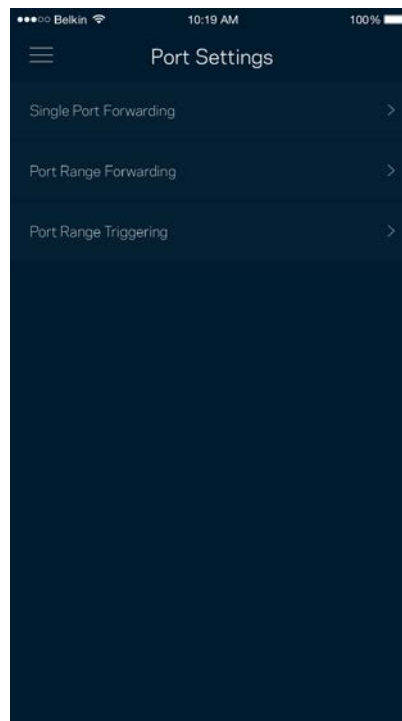 Belkin 10:19 AM 100%
Port Settings
Single Port Forwarding
Port Range Forwarding
Port Range Triggering